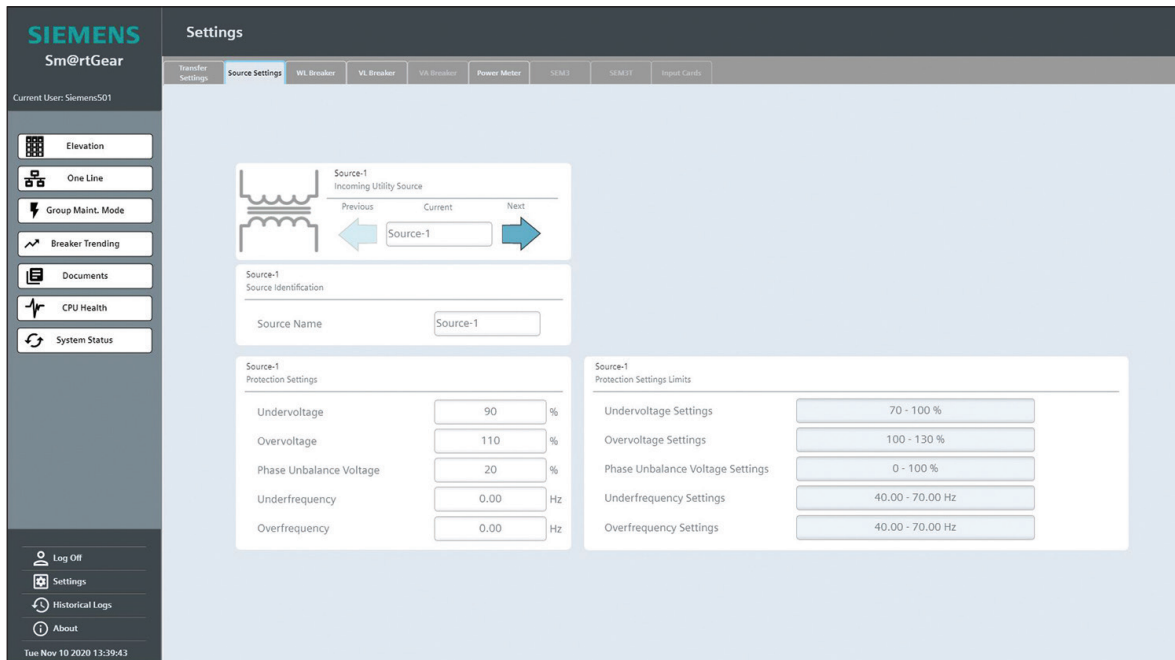 SIEMENS
Sm@rtGear
Current User: Siemens501
Elevation
One Line
Group Maint. Mode
Breaker Trending
Documents
CPU Health
System Status
Log Off
Settings
Historical Logs
About
Tue Nov 10 2020 13:39:43
Settings
Transfer
Settings
Source Settings
WL Breaker
VL Breaker
VA Breaker
Power Meter
SEM3
SEM3T
Input Cards
Source-1
Incoming Utility Source
Previous Current Next
Source-1
Source-1
Source Identification
Source Name Source-1
Source-1
Protection Settings
Undervoltage 90 %
Overvoltage 110 %
Phase Unbalance Voltage 20 %
Underfrequency 0.00 Hz
Overfrequency 0.00 Hz
Source-1
Protection Settings Limits
Undervoltage Settings 70 - 100 %
Overvoltage Settings 100 - 130 %
Phase Unbalance Voltage Settings 0 - 100 %
Underfrequency Settings 40.00 - 70.00 Hz
Overfrequency Settings 40.00 - 70.00 Hz